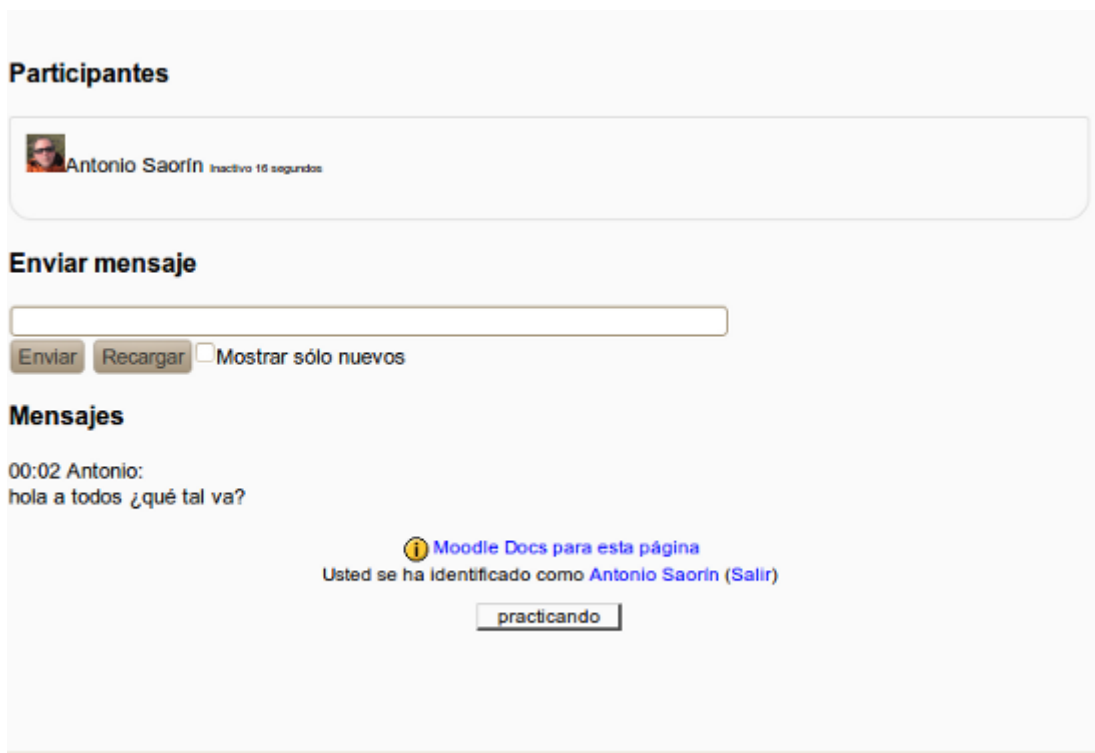 Participantes
Antonio Saorín Inactivo 16 segundos
Enviar mensaje
Enviar Recargar Mostrar sólo nuevos
Mensajes
00:02 Antonio:
hola a todos ¿qué tal va?
Moodle Docs para esta página
Usted se ha identificado como Antonio Saorín (Salir)
practicando